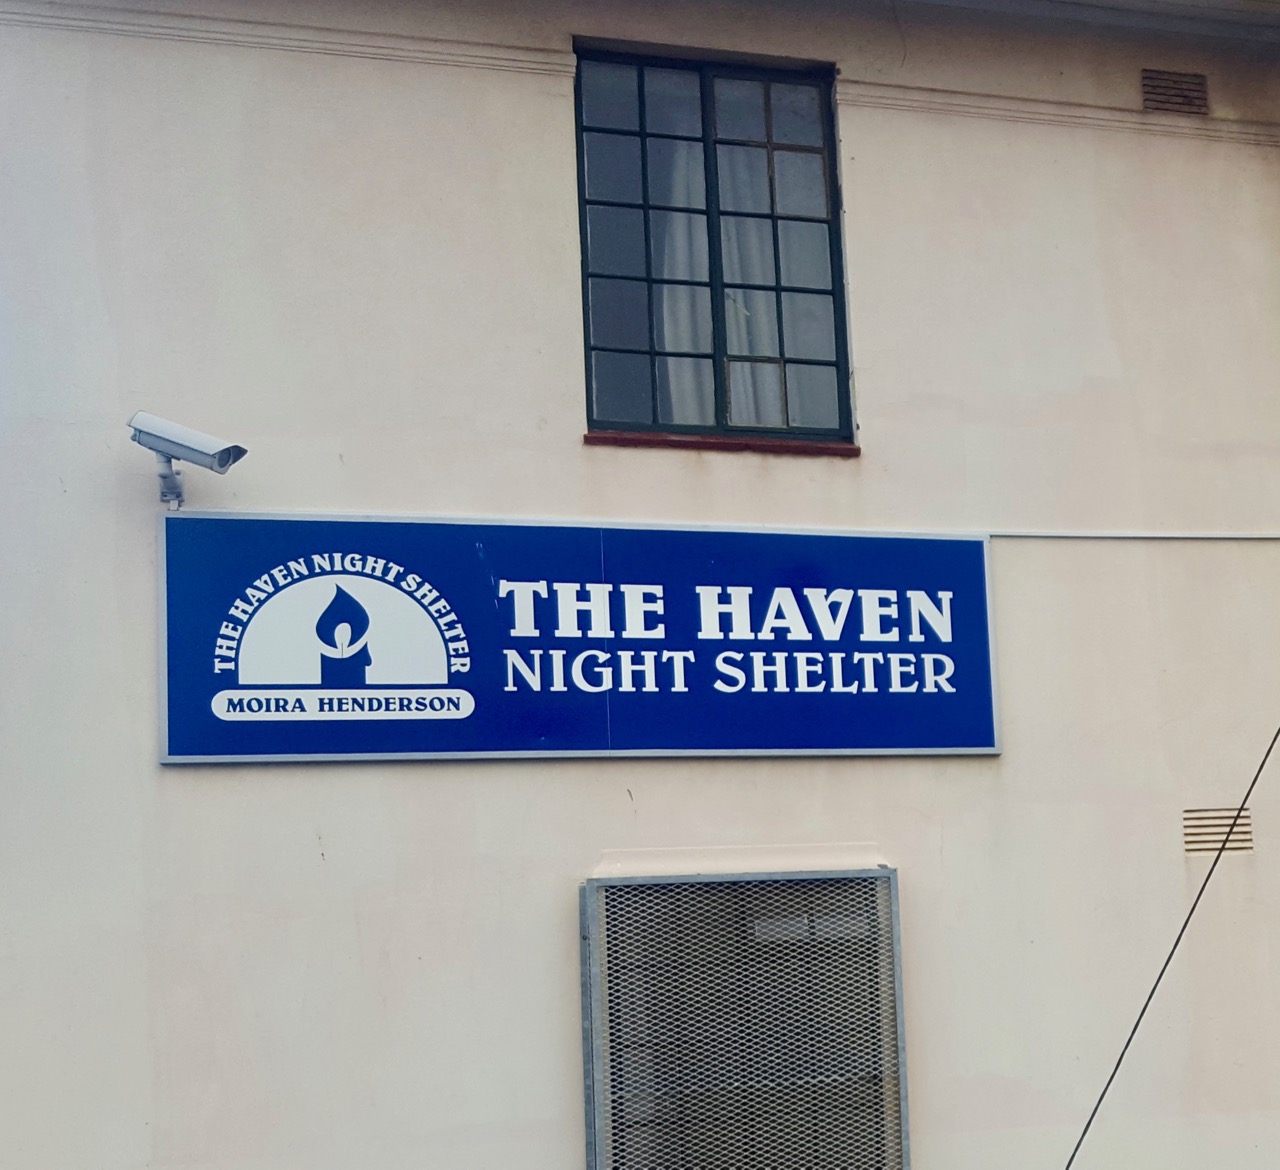 THE HAVEN NIGHT SHELTER
MOIRA HENDERSON
THE HAVEN
NIGHT SHELTER